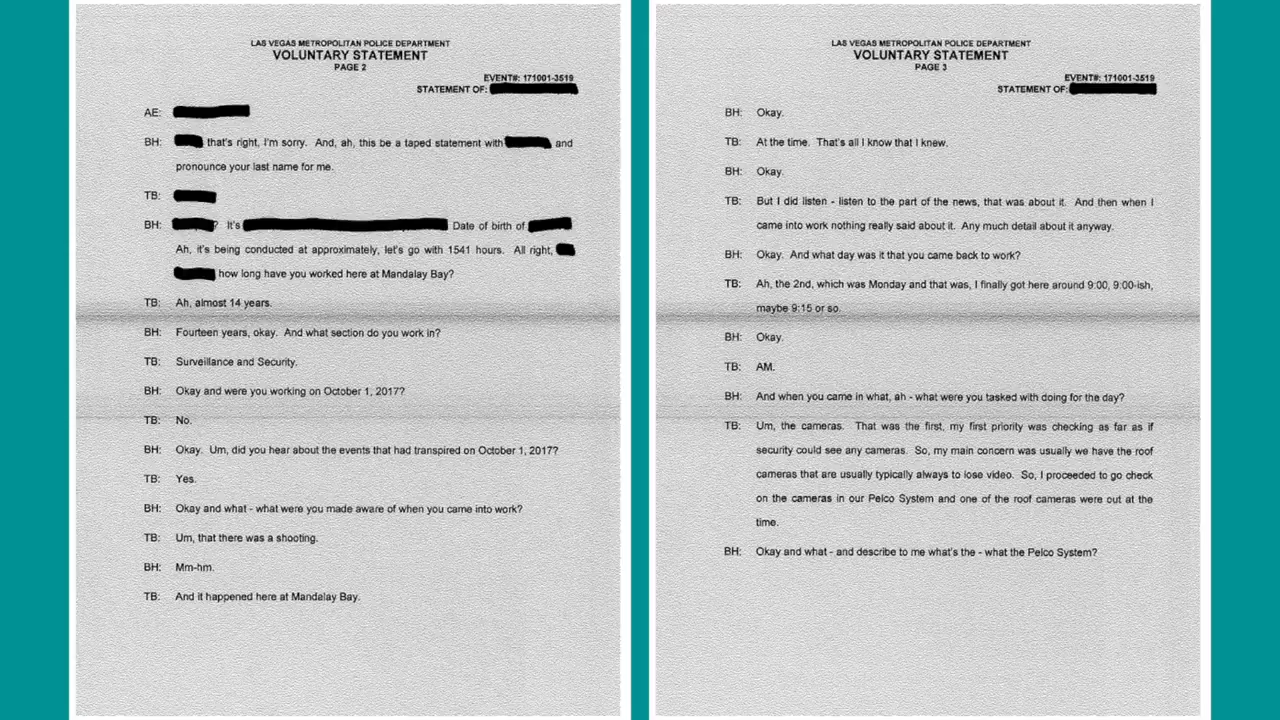 LAS VEGAS METROPOLITAN POLICE DEPARTMENT
VOLUNTARY STATEMENT
PAGE 2
EVENT#: 171001-3519
STATEMENT OF:
AE:
BH: that's right, I'm sorry. And, ah, this be a taped statement with and
pronounce your last name for me.
TB:
BH: ? It's Date of birth of
Ah, it's being conducted at approximately, let's go with 1541 hours. All right,
how long have you worked here at Mandalay Bay?
TB: Ah, almost 14 years.
BH: Fourteen years, okay. And what section do you work in?
TB: Surveillance and Security.
BH: Okay and were you working on October 1, 2017?
TB: No.
BH: Okay. Um, did you hear about the events that had transpired on October 1, 2017?
TB: Yes.
BH: Okay and what - what were you made aware of when you came into work?
TB: Um, that there was a shooting.
BH: Mm-hm.
TB: And it happened here at Mandalay Bay.
LAS VEGAS METROPOLITAN POLICE DEPARTMENT
VOLUNTARY STATEMENT
PAGE 3
EVENT#: 171001-3519
STATEMENT OF:
BH: Okay.
TB: At the time. That's all I know that I knew.
BH: Okay.
TB: But I did listen - listen to the part of the news, that was about it. And then when I
came into work nothing really said about it. Any much detail about it anyway.
BH: Okay. And what day was it that you came back to work?
TB: Ah, the 2nd, which was Monday and that was, I finally got here around 9:00, 9:00-ish,
maybe 9:15 or so.
BH: Okay.
TB: AM.
BH: And when you came in what, ah - what were you tasked with doing for the day?
TB: Um, the cameras. That was the first, my first priority was checking as far as if
security could see any cameras. So, my main concern was usually we have the roof
cameras that are usually typically always to lose video. So, I proceeded to go check
on the cameras in our Pelco System and one of the roof cameras were out at the
time.
BH: Okay and what - and describe to me what's the - what the Pelco System?